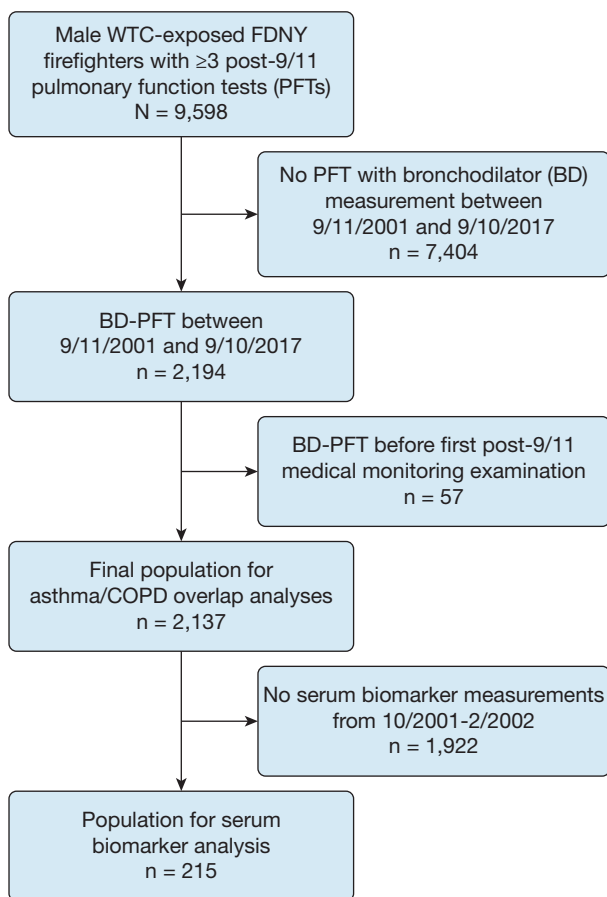 Male WTC-exposed FDNY
firefighters with ≥3 post-9/11
pulmonary function tests (PFTs)
N = 9,598
No PFT with bronchodilator (BD)
measurement between
9/11/2001 and 9/10/2017
n = 7,404
BD-PFT between
9/11/2001 and 9/10/2017
n = 2,194
BD-PFT before first post-9/11
medical monitoring examination
n = 57
Final population for
asthma/COPD overlap analyses
n = 2,137
No serum biomarker measurements
from 10/2001-2/2002
n = 1,922
Population for serum
biomarker analysis
n = 215